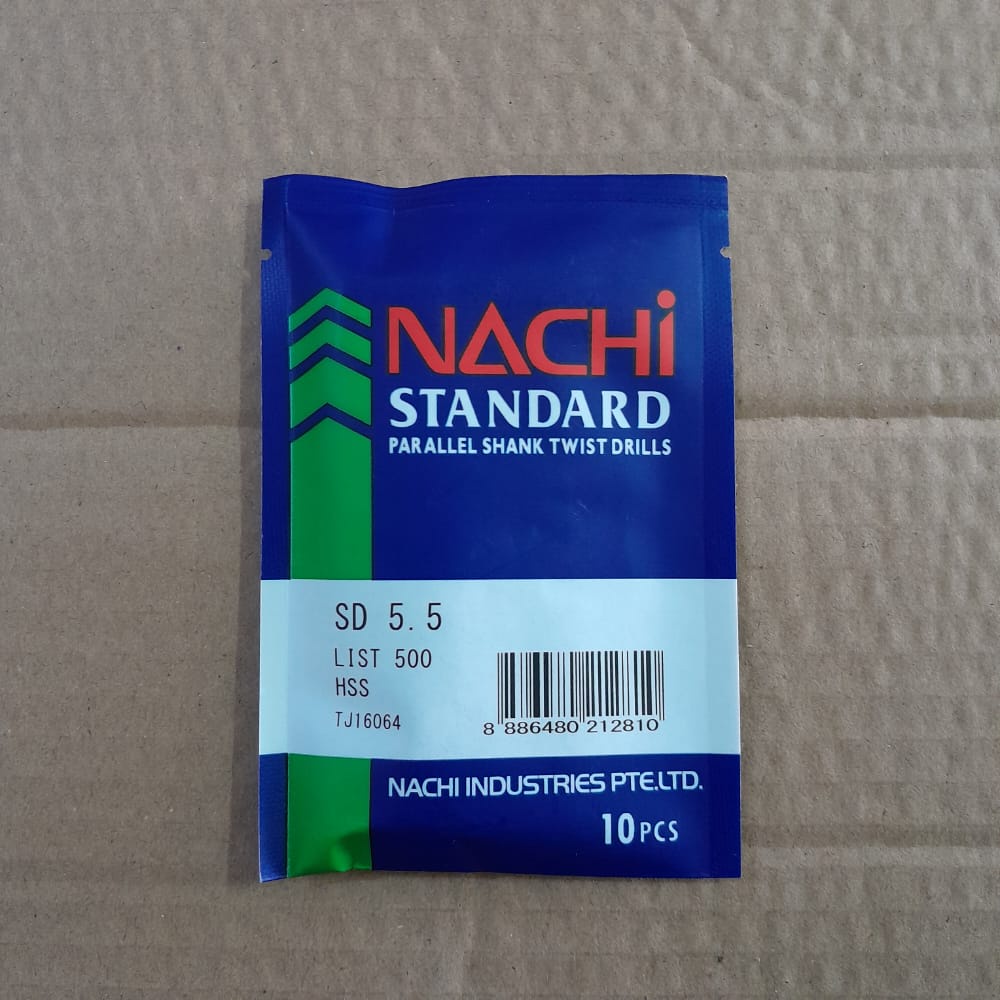 NACHi
STANDARD
PARALLEL SHANK TWIST DRILLS
SD 5.5
LIST 500
HSS
TJ16064
8 886480 212810
NACHI INDUSTRIES PTE.LTD.
10 PCS